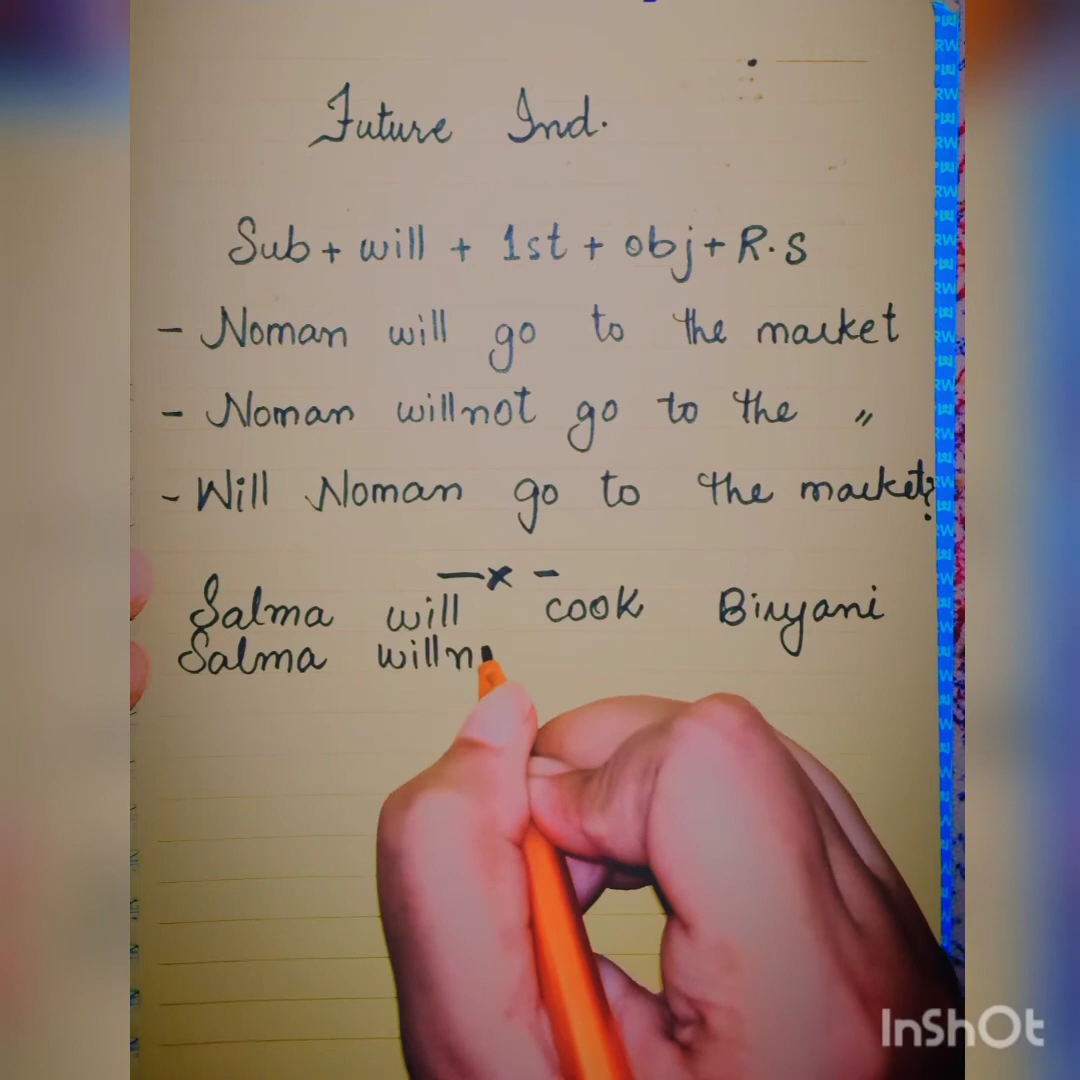 Future Ind.
Sub + will + 1st + obj + R.S
- Noman will go to the market
- Noman willnot go to the "
- Will Noman go to the market?
—x –
Salma will cook Biryani
Salma willn
InShOt